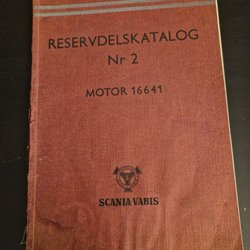 RESERVDELSKATALOG
Nr 2
MOTOR 16641
SCANIA-VABIS